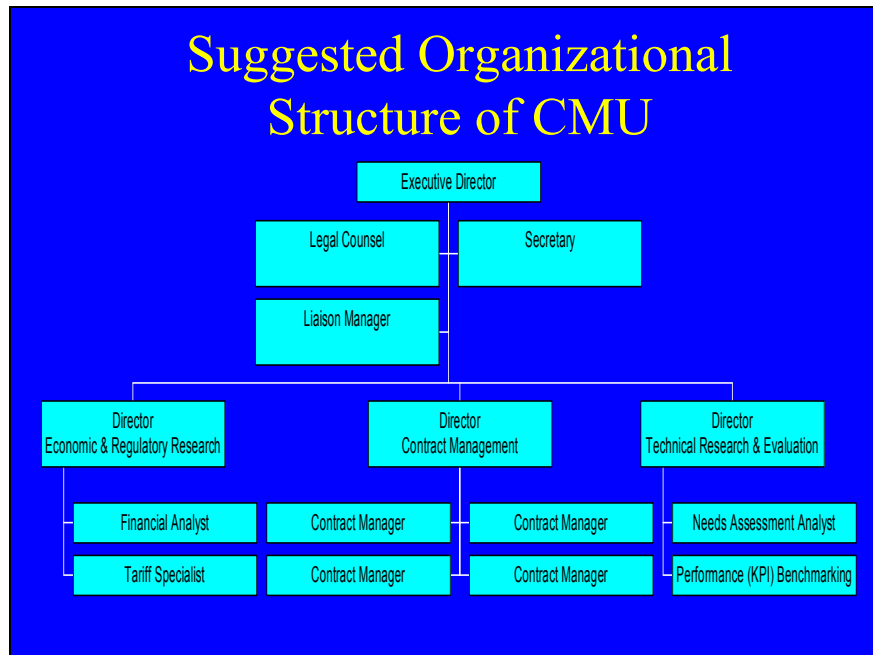 Suggested Organizational
Structure of CMU
Executive Director
Legal Counsel
Secretary
Liaison Manager
Director
Economic & Regulatory Research
Director
Contract Management
Director
Technical Research & Evaluation
Financial Analyst
Contract Manager
Contract Manager
Needs Assessment Analyst
Tariff Specialist
Contract Manager
Contract Manager
Performance (KPI) Benchmarking